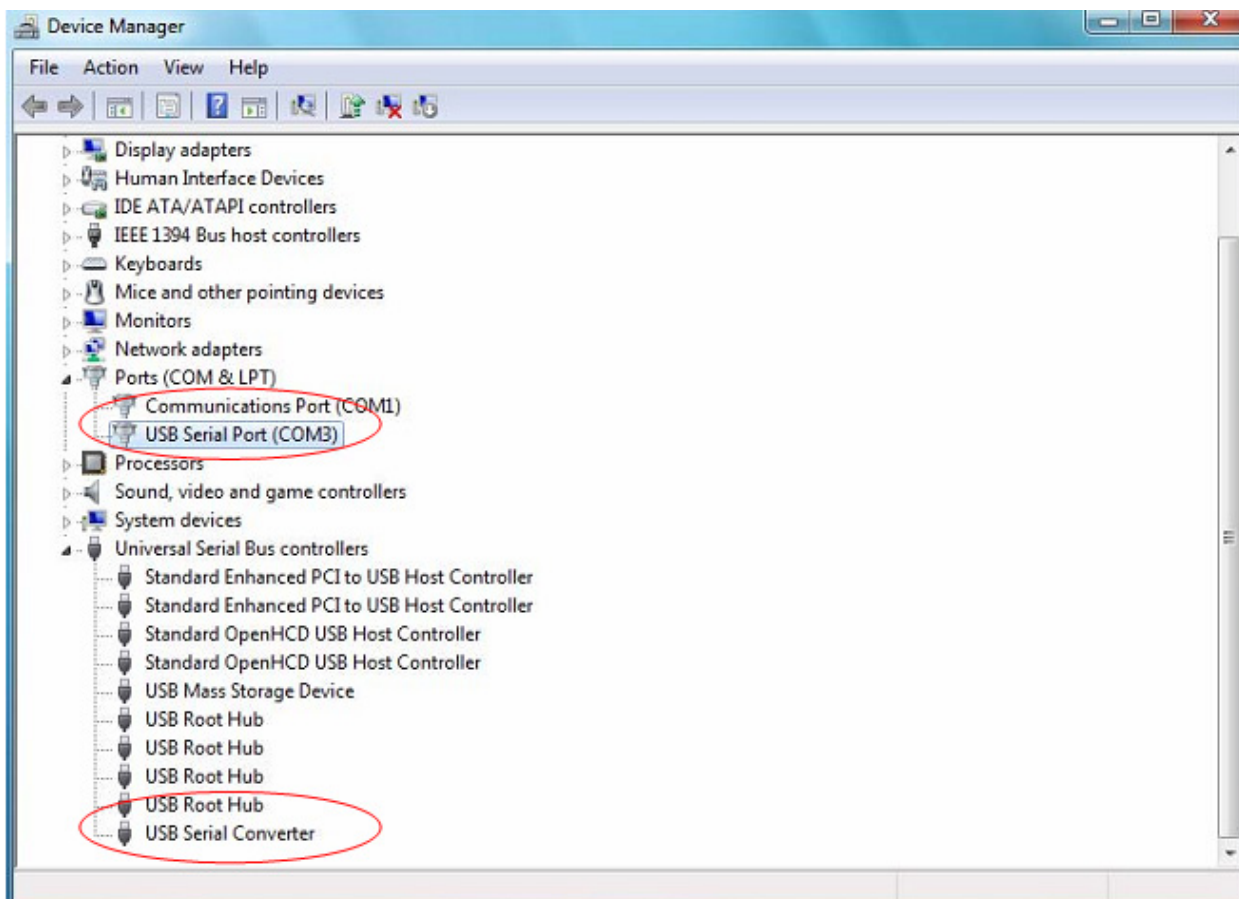 Device Manager
File Action View Help
Display adapters
Human Interface Devices
IDE ATA/ATAPI controllers
IEEE 1394 Bus host controllers
Keyboards
Mice and other pointing devices
Monitors
Network adapters
Ports (COM & LPT)
Communications Port (COM1)
USB Serial Port (COM3)
Processors
Sound, video and game controllers
System devices
Universal Serial Bus controllers
Standard Enhanced PCI to USB Host Controller
Standard Enhanced PCI to USB Host Controller
Standard OpenHCD USB Host Controller
Standard OpenHCD USB Host Controller
USB Mass Storage Device
USB Root Hub
USB Root Hub
USB Root Hub
USB Root Hub
USB Serial Converter